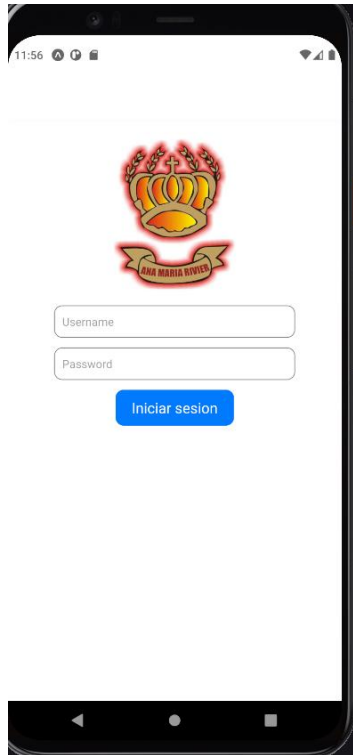 11:56
ANA MARIA RIVIER
Username
Password
Iniciar sesion